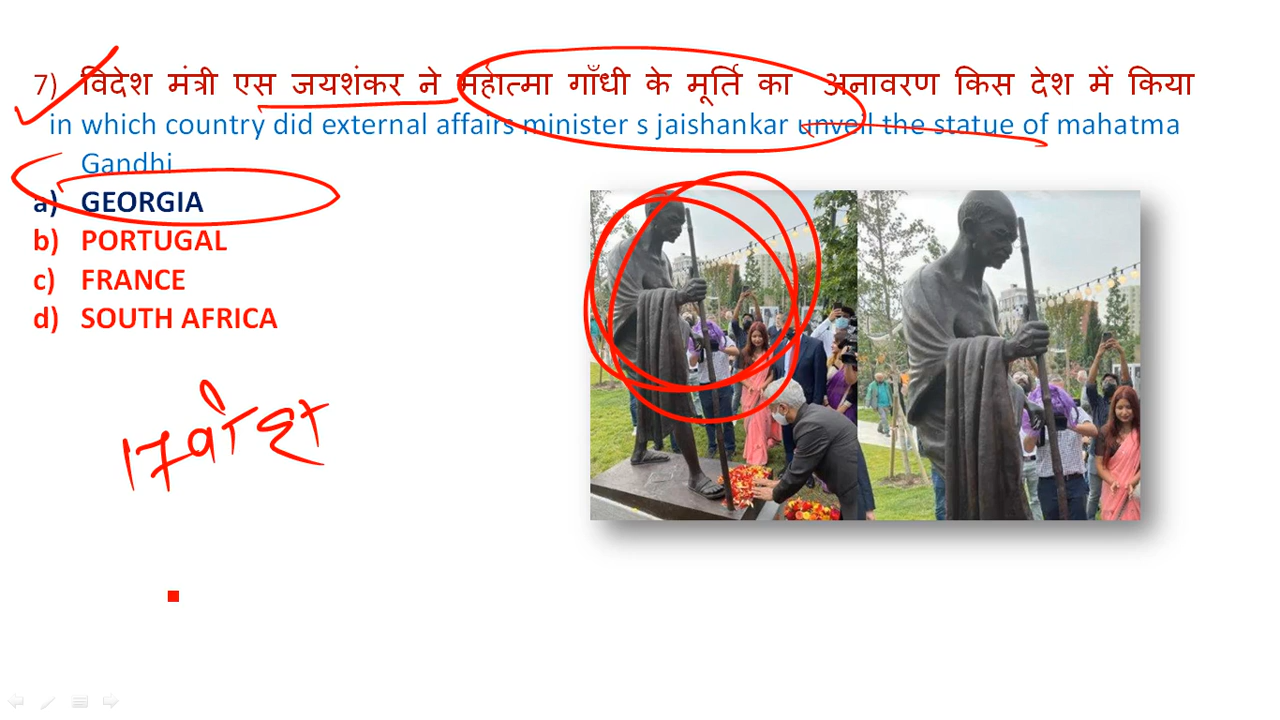 7) विदेश मंत्री एस जयशंकर ने महात्मा गाँधी के मूर्ति का अनावरण किस देश में किया
in which country did external affairs minister s jaishankar unveil the statue of mahatma
Gandhi
a) GEORGIA
b) PORTUGAL
c) FRANCE
d) SOUTH AFRICA